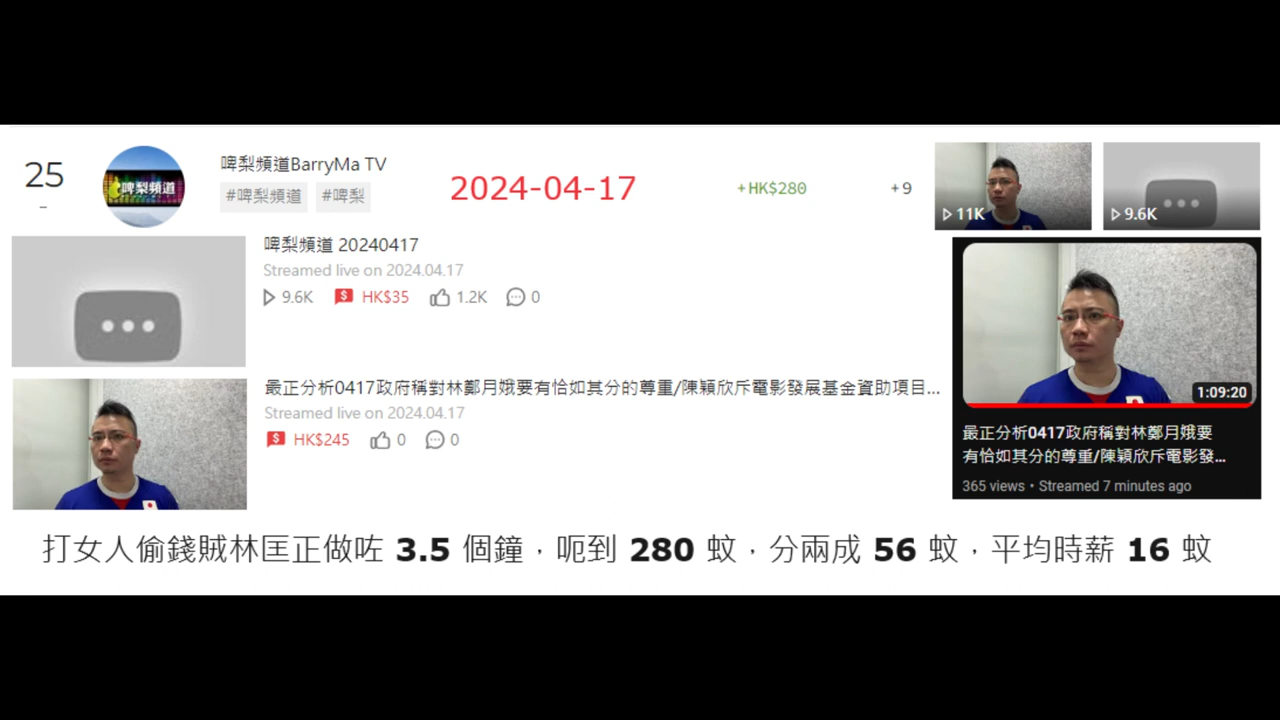 25
–
啤梨頻道
啤梨頻道BarryMa TV
#啤梨頻道 #啤梨
2024-04-17
+HK$280
+9
11K
9.6K
啤梨頻道 20240417
Streamed live on 2024.04.17
9.6K HK$35 1.2K 0
最正分析0417政府稱對林鄭月娥要有恰如其分的尊重/陳穎欣斥電影發展基金資助項目...
Streamed live on 2024.04.17
HK$245 0 0
1:09:20
最正分析0417政府稱對林鄭月娥要
有恰如其分的尊重/陳穎欣斥電影發...
365 views • Streamed 7 minutes ago
打女人偷錢賊林匡正做咗 3.5 個鐘，呃到 280 蚊，分兩成 56 蚊，平均時薪 16 蚊